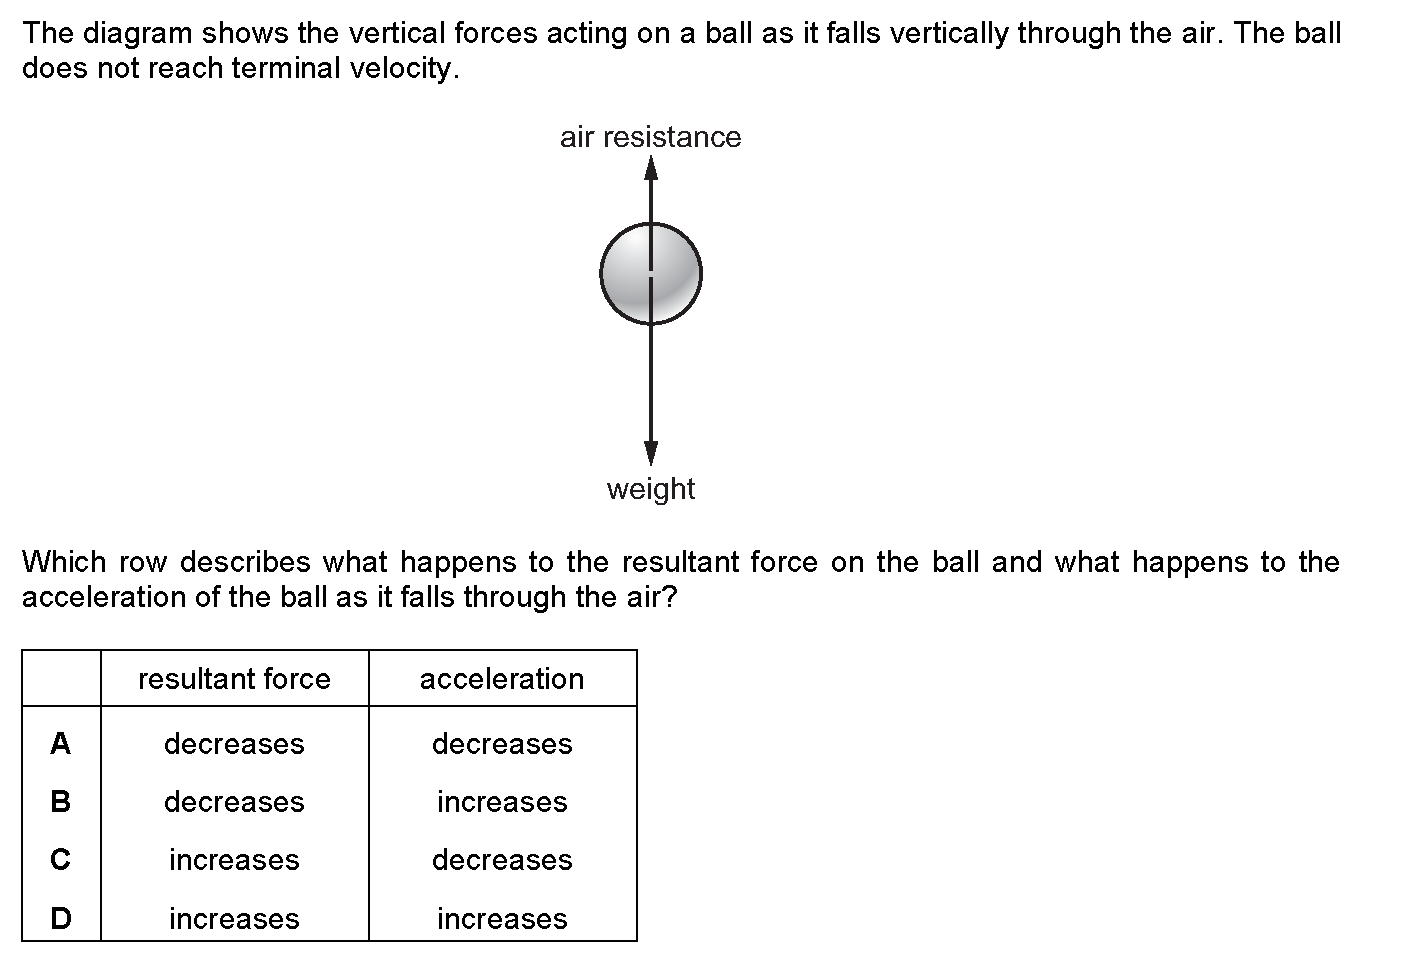 The diagram shows the vertical forces acting on a ball as it falls vertically through the air. The ball
does not reach terminal velocity.
air resistance
weight
Which row describes what happens to the resultant force on the ball and what happens to the
acceleration of the ball as it falls through the air?
resultant force acceleration
A decreases decreases
B decreases increases
C increases decreases
D increases increases